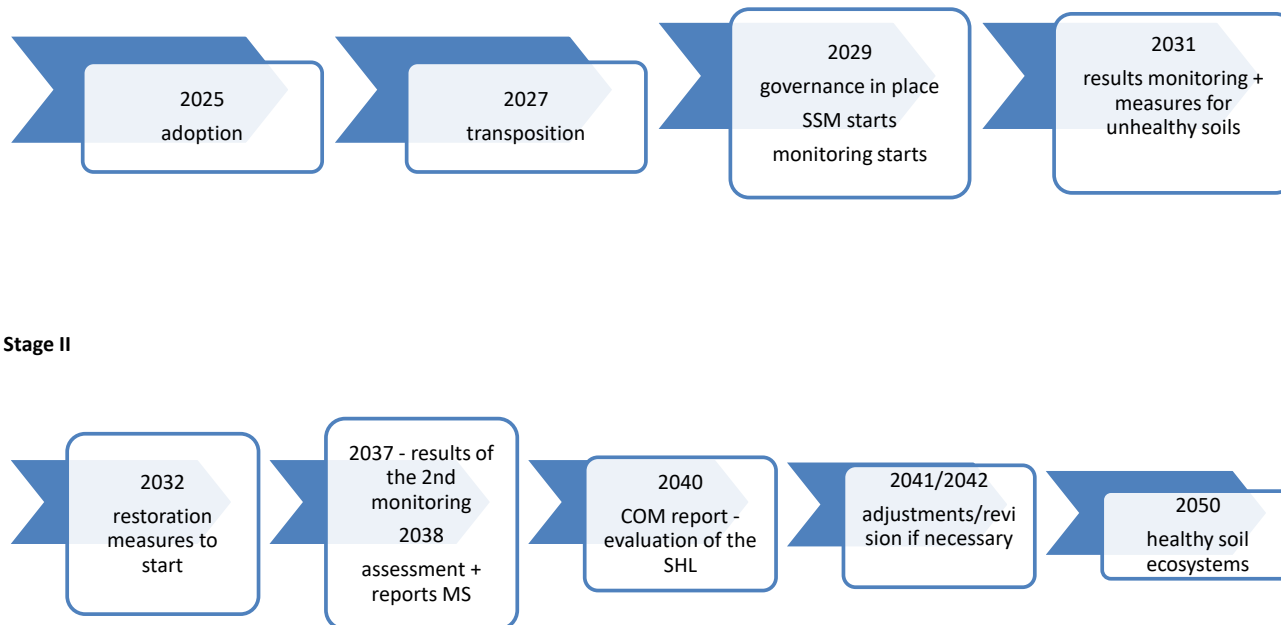 2025
adoption
2027
transposition
2029
governance in place
SSM starts
monitoring starts
2031
results monitoring +
measures for
unhealthy soils
Stage II
2032
restoration
measures to
start
2037 - results of
the 2nd
monitoring
2038
assessment +
reports MS
2040
COM report -
evaluation of the
SHL
2041/2042
adjustments/revi
sion if necessary
2050
healthy soil
ecosystems